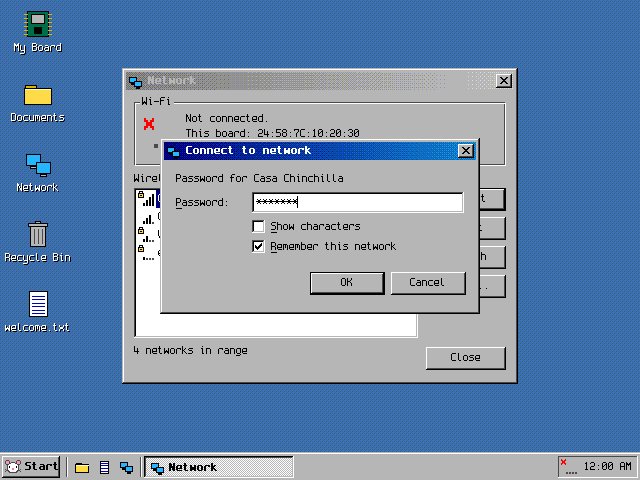 My Board
Documents
Network
Recycle Bin
welcome.txt
Network
Wi-Fi
Not connected.
This board: 24:58:7C:10:20:30
Connect to network
Password for Casa Chinchilla
Password: *******
Show characters
Remember this network
OK
Cancel
4 networks in range
Close
Start
Network
12:00 AM